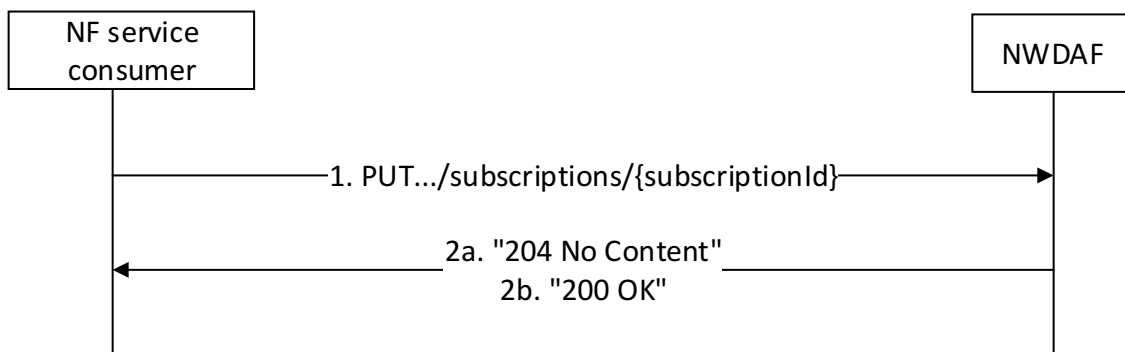 NF service
consumer
NWDAF
1. PUT.../subscriptions/{subscriptionId}
2a. "204 No Content"
2b. "200 OK"